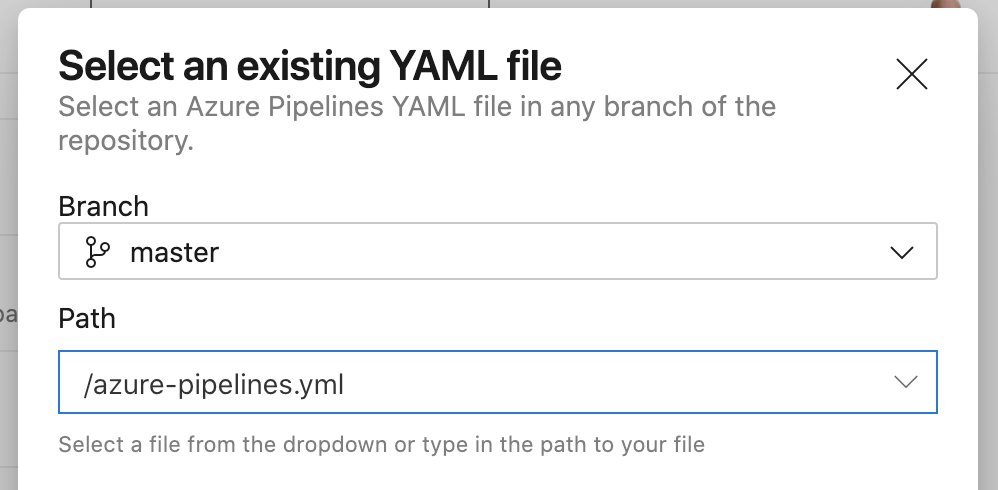 Select an existing YAML file
Select an Azure Pipelines YAML file in any branch of the
repository.
Branch
master
Path
/azure-pipelines.yml
Select a file from the dropdown or type in the path to your file